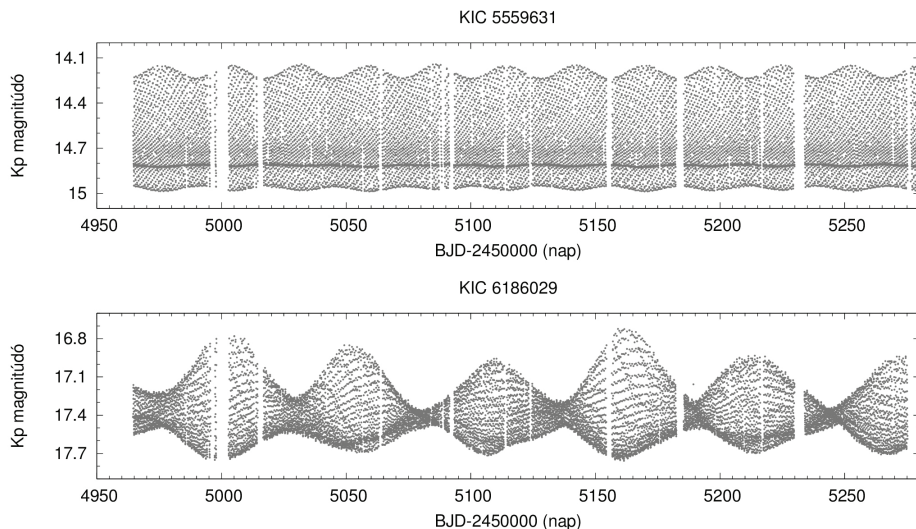 KIC 5559631
14.1
14.4
14.7
15
Kp magnitúdó
4950 5000 5050 5100 5150 5200 5250
BJD-2450000 (nap)
KIC 6186029
16.8
17.1
17.4
17.7
Kp magnitúdó
4950 5000 5050 5100 5150 5200 5250
BJD-2450000 (nap)